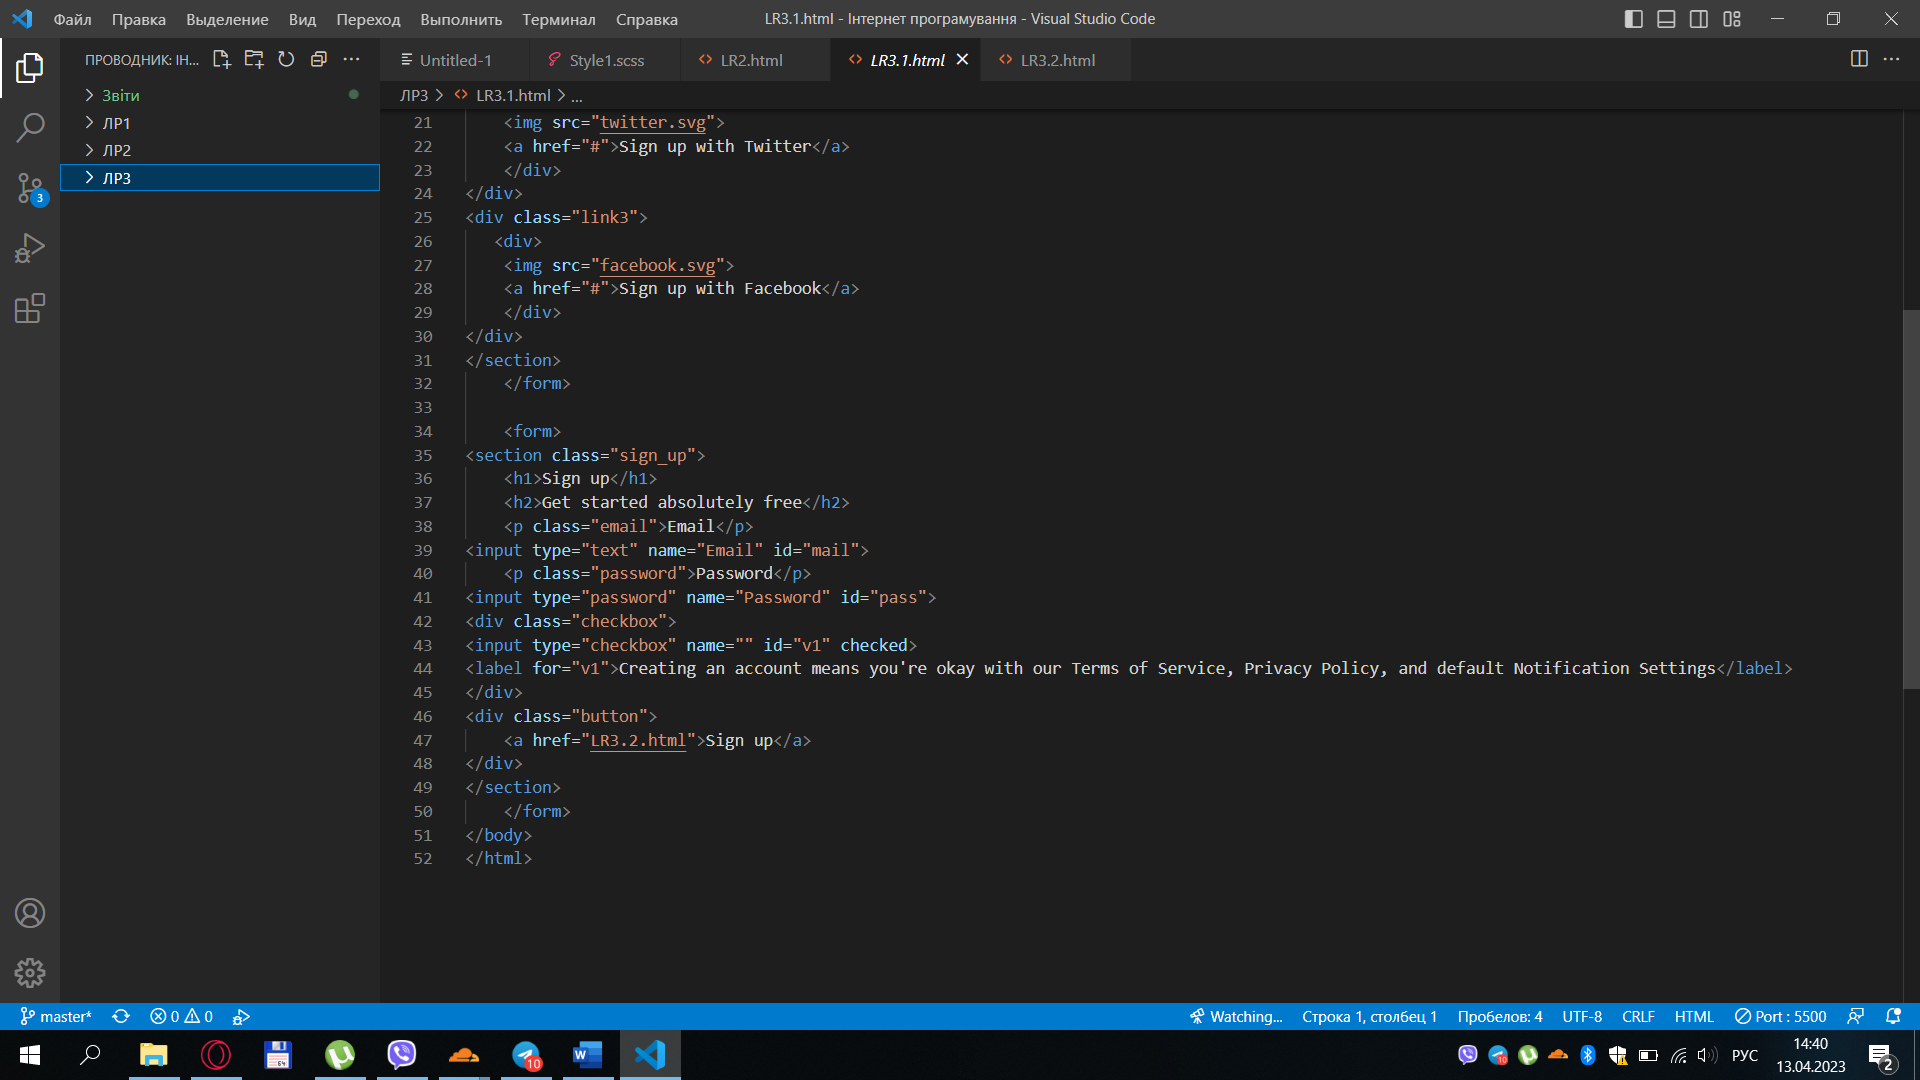 Файл Правка Выделение Вид Переход Выполнить Терминал Справка
LR3.1.html - Інтернет програмування - Visual Studio Code
ПРОВОДНИК: ІН...
Untitled-1
Style1.scss
LR2.html
LR3.1.html
LR3.2.html
Звіти
ЛР1
ЛР2
ЛР3
3
ЛР3 > LR3.1.html > ...
21 <img src="twitter.svg">
22 <a href="#">Sign up with Twitter</a>
23 </div>
24 </div>
25 <div class="link3">
26 <div>
27 <img src="facebook.svg">
28 <a href="#">Sign up with Facebook</a>
29 </div>
30 </div>
31 </section>
32 </form>
33
34 <form>
35 <section class="sign_up">
36 <h1>Sign up</h1>
37 <h2>Get started absolutely free</h2>
38 <p class="email">Email</p>
39 <input type="text" name="Email" id="mail">
40 <p class="password">Password</p>
41 <input type="password" name="Password" id="pass">
42 <div class="checkbox">
43 <input type="checkbox" name="" id="v1" checked>
44 <label for="v1">Creating an account means you're okay with our Terms of Service, Privacy Policy, and default Notification Settings</label>
45 </div>
46 <div class="button">
47 <a href="LR3.2.html">Sign up</a>
48 </div>
49 </section>
50 </form>
51 </body>
52 </html>
master* 0 0
Watching... Строка 1, столбец 1 Пробелов: 4 UTF-8 CRLF HTML Port : 5500
64
10
W
10
РУС
14:40
13.04.2023
2